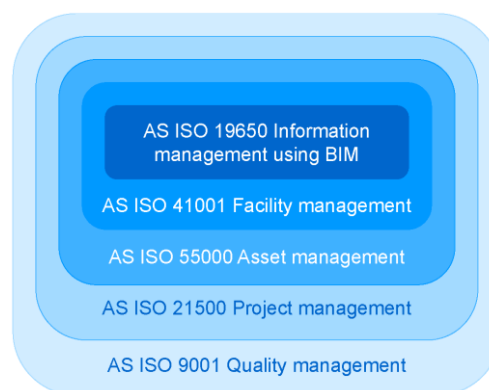 AS ISO 19650 Information
management using BIM
AS ISO 41001 Facility management
AS ISO 55000 Asset management
AS ISO 21500 Project management
AS ISO 9001 Quality management